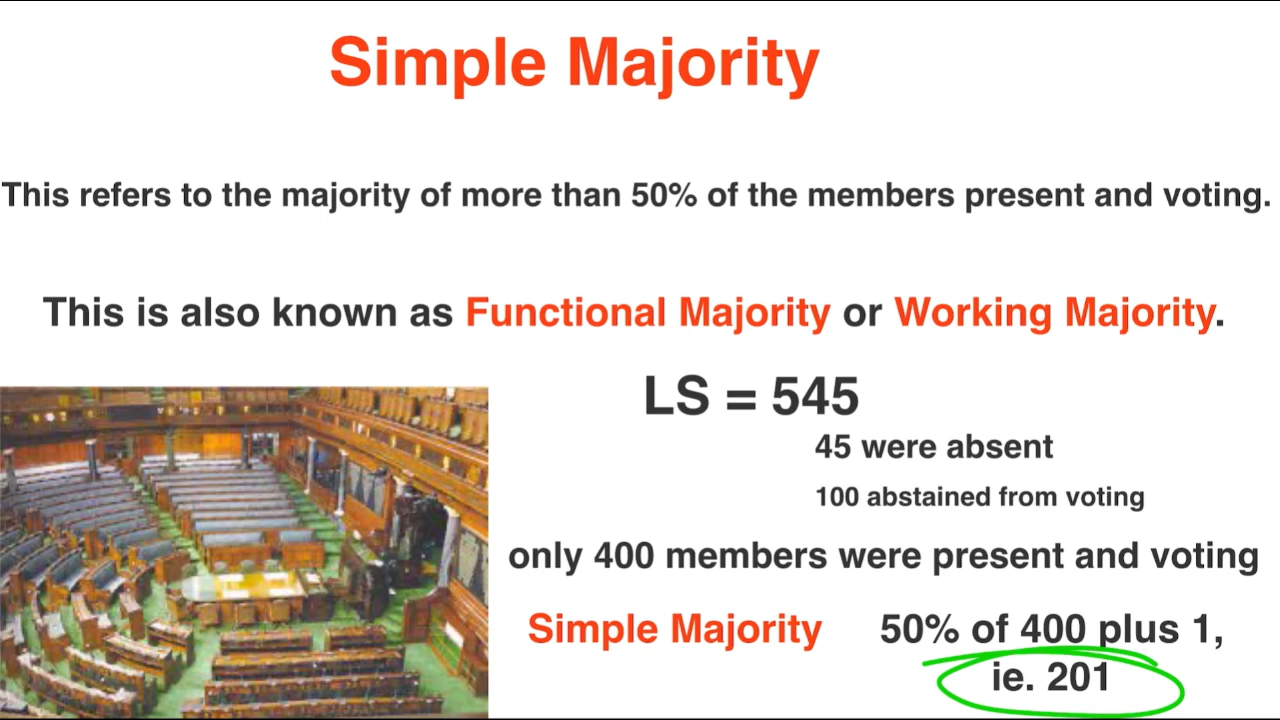 Simple Majority
This refers to the majority of more than 50% of the members present and voting.
This is also known as Functional Majority or Working Majority.
LS = 545
45 were absent
100 abstained from voting
only 400 members were present and voting
Simple Majority 50% of 400 plus 1,
ie. 201